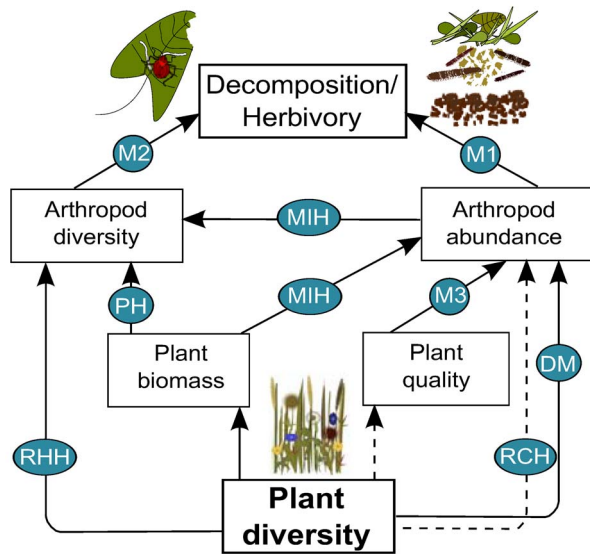 Decomposition/
Herbivory
M2
M1
Arthropod
diversity
MIH
Arthropod
abundance
PH
MIH
M3
Plant
biomass
Plant
quality
DM
RHH
RCH
Plant
diversity